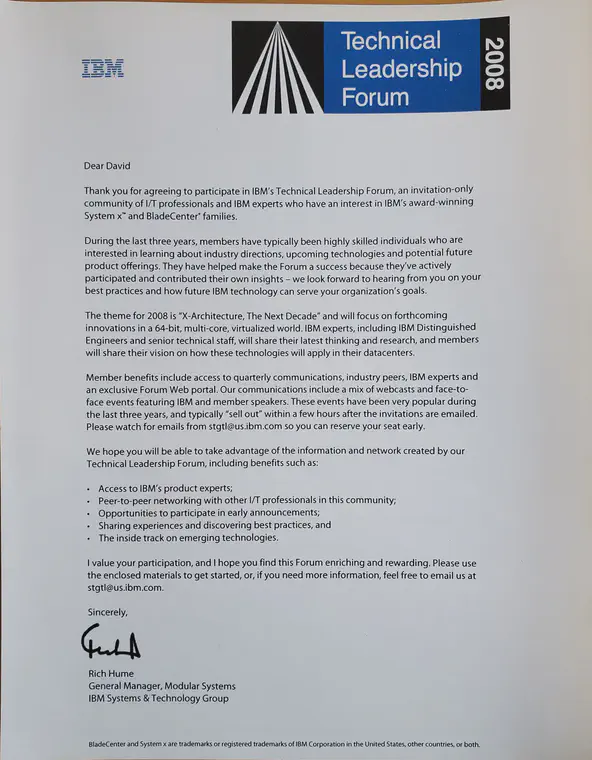 IBM
Technical
Leadership
Forum
2008
Dear David
Thank you for agreeing to participate in IBM's Technical Leadership Forum, an invitation-only
community of I/T professionals and IBM experts who have an interest in IBM's award-winning
System x™ and BladeCenter® families.
During the last three years, members have typically been highly skilled individuals who are
interested in learning about industry directions, upcoming technologies and potential future
product offerings. They have helped make the Forum a success because they've actively
participated and contributed their own insights – we look forward to hearing from you on your
best practices and how future IBM technology can serve your organization's goals.
The theme for 2008 is "X-Architecture, The Next Decade" and will focus on forthcoming
innovations in a 64-bit, multi-core, virtualized world. IBM experts, including IBM Distinguished
Engineers and senior technical staff, will share their latest thinking and research, and members
will share their vision on how these technologies will apply in their datacenters.
Member benefits include access to quarterly communications, industry peers, IBM experts and
an exclusive Forum Web portal. Our communications include a mix of webcasts and face-to-
face events featuring IBM and member speakers. These events have been very popular during
the last three years, and typically "sell out" within a few hours after the invitations are emailed.
Please watch for emails from stgtl@us.ibm.com so you can reserve your seat early.
We hope you will be able to take advantage of the information and network created by our
Technical Leadership Forum, including benefits such as:
• Access to IBM's product experts;
• Peer-to-peer networking with other I/T professionals in this community;
• Opportunities to participate in early announcements;
• Sharing experiences and discovering best practices, and
• The inside track on emerging technologies.
I value your participation, and I hope you find this Forum enriching and rewarding. Please use
the enclosed materials to get started, or, if you need more information, feel free to email us at
stgtl@us.ibm.com.
Sincerely,
Rich Hume
General Manager, Modular Systems
IBM Systems & Technology Group
BladeCenter and System x are trademarks or registered trademarks of IBM Corporation in the United States, other countries, or both.